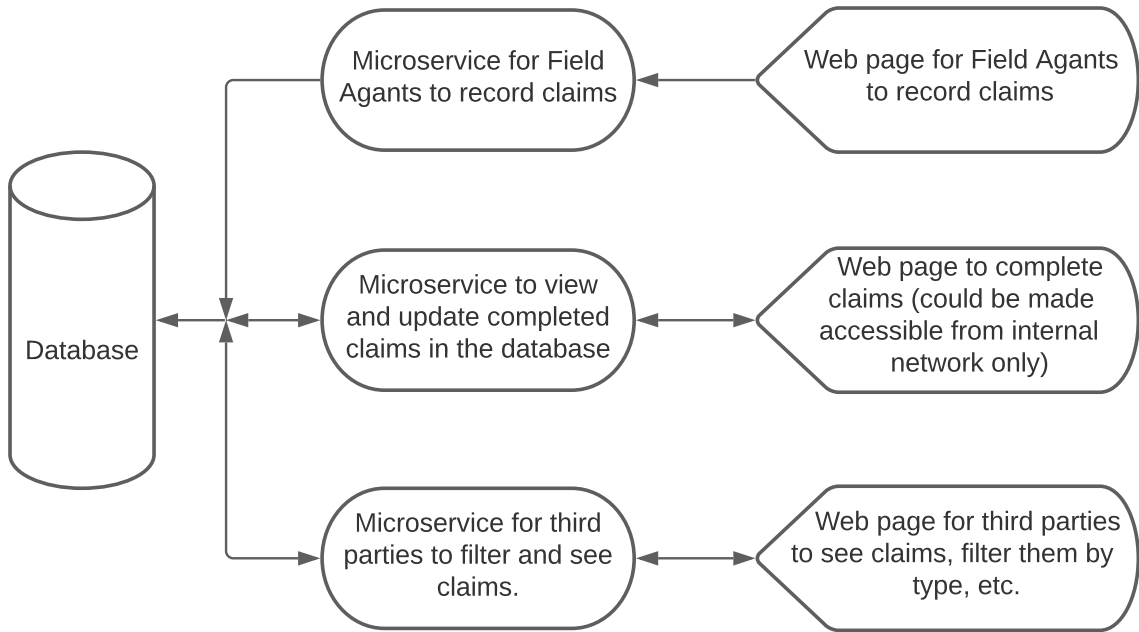 Microservice for Field
Agants to record claims
Web page for Field Agants
to record claims
Database
Microservice to view
and update completed
claims in the database
Web page to complete
claims (could be made
accessible from internal
network only)
Microservice for third
parties to filter and see
claims.
Web page for third parties
to see claims, filter them by
type, etc.